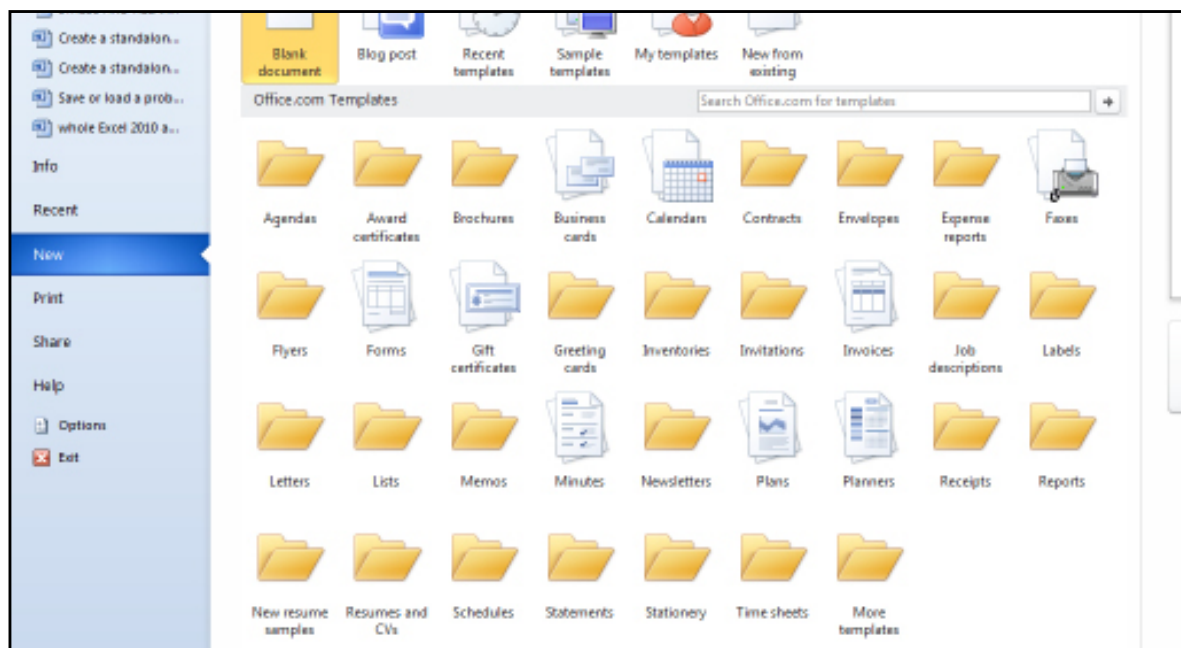 Create a standalon...
Create a standalon...
Save or load a prob...
whole Excel 2010 a...
Info
Recent
New
Print
Share
Help
Options
Exit
Blank document
Blog post
Recent templates
Sample templates
My templates
New from existing
Office.com Templates
Search Office.com for templates
Agendas
Award certificates
Brochures
Business cards
Calendars
Contracts
Envelopes
Expense reports
Faxes
Flyers
Forms
Gift certificates
Greeting cards
Inventories
Invitations
Invoices
Job descriptions
Labels
Letters
Lists
Memos
Minutes
Newsletters
Plans
Planners
Receipts
Reports
New resume samples
Resumes and CVs
Schedules
Statements
Stationery
Time sheets
More templates